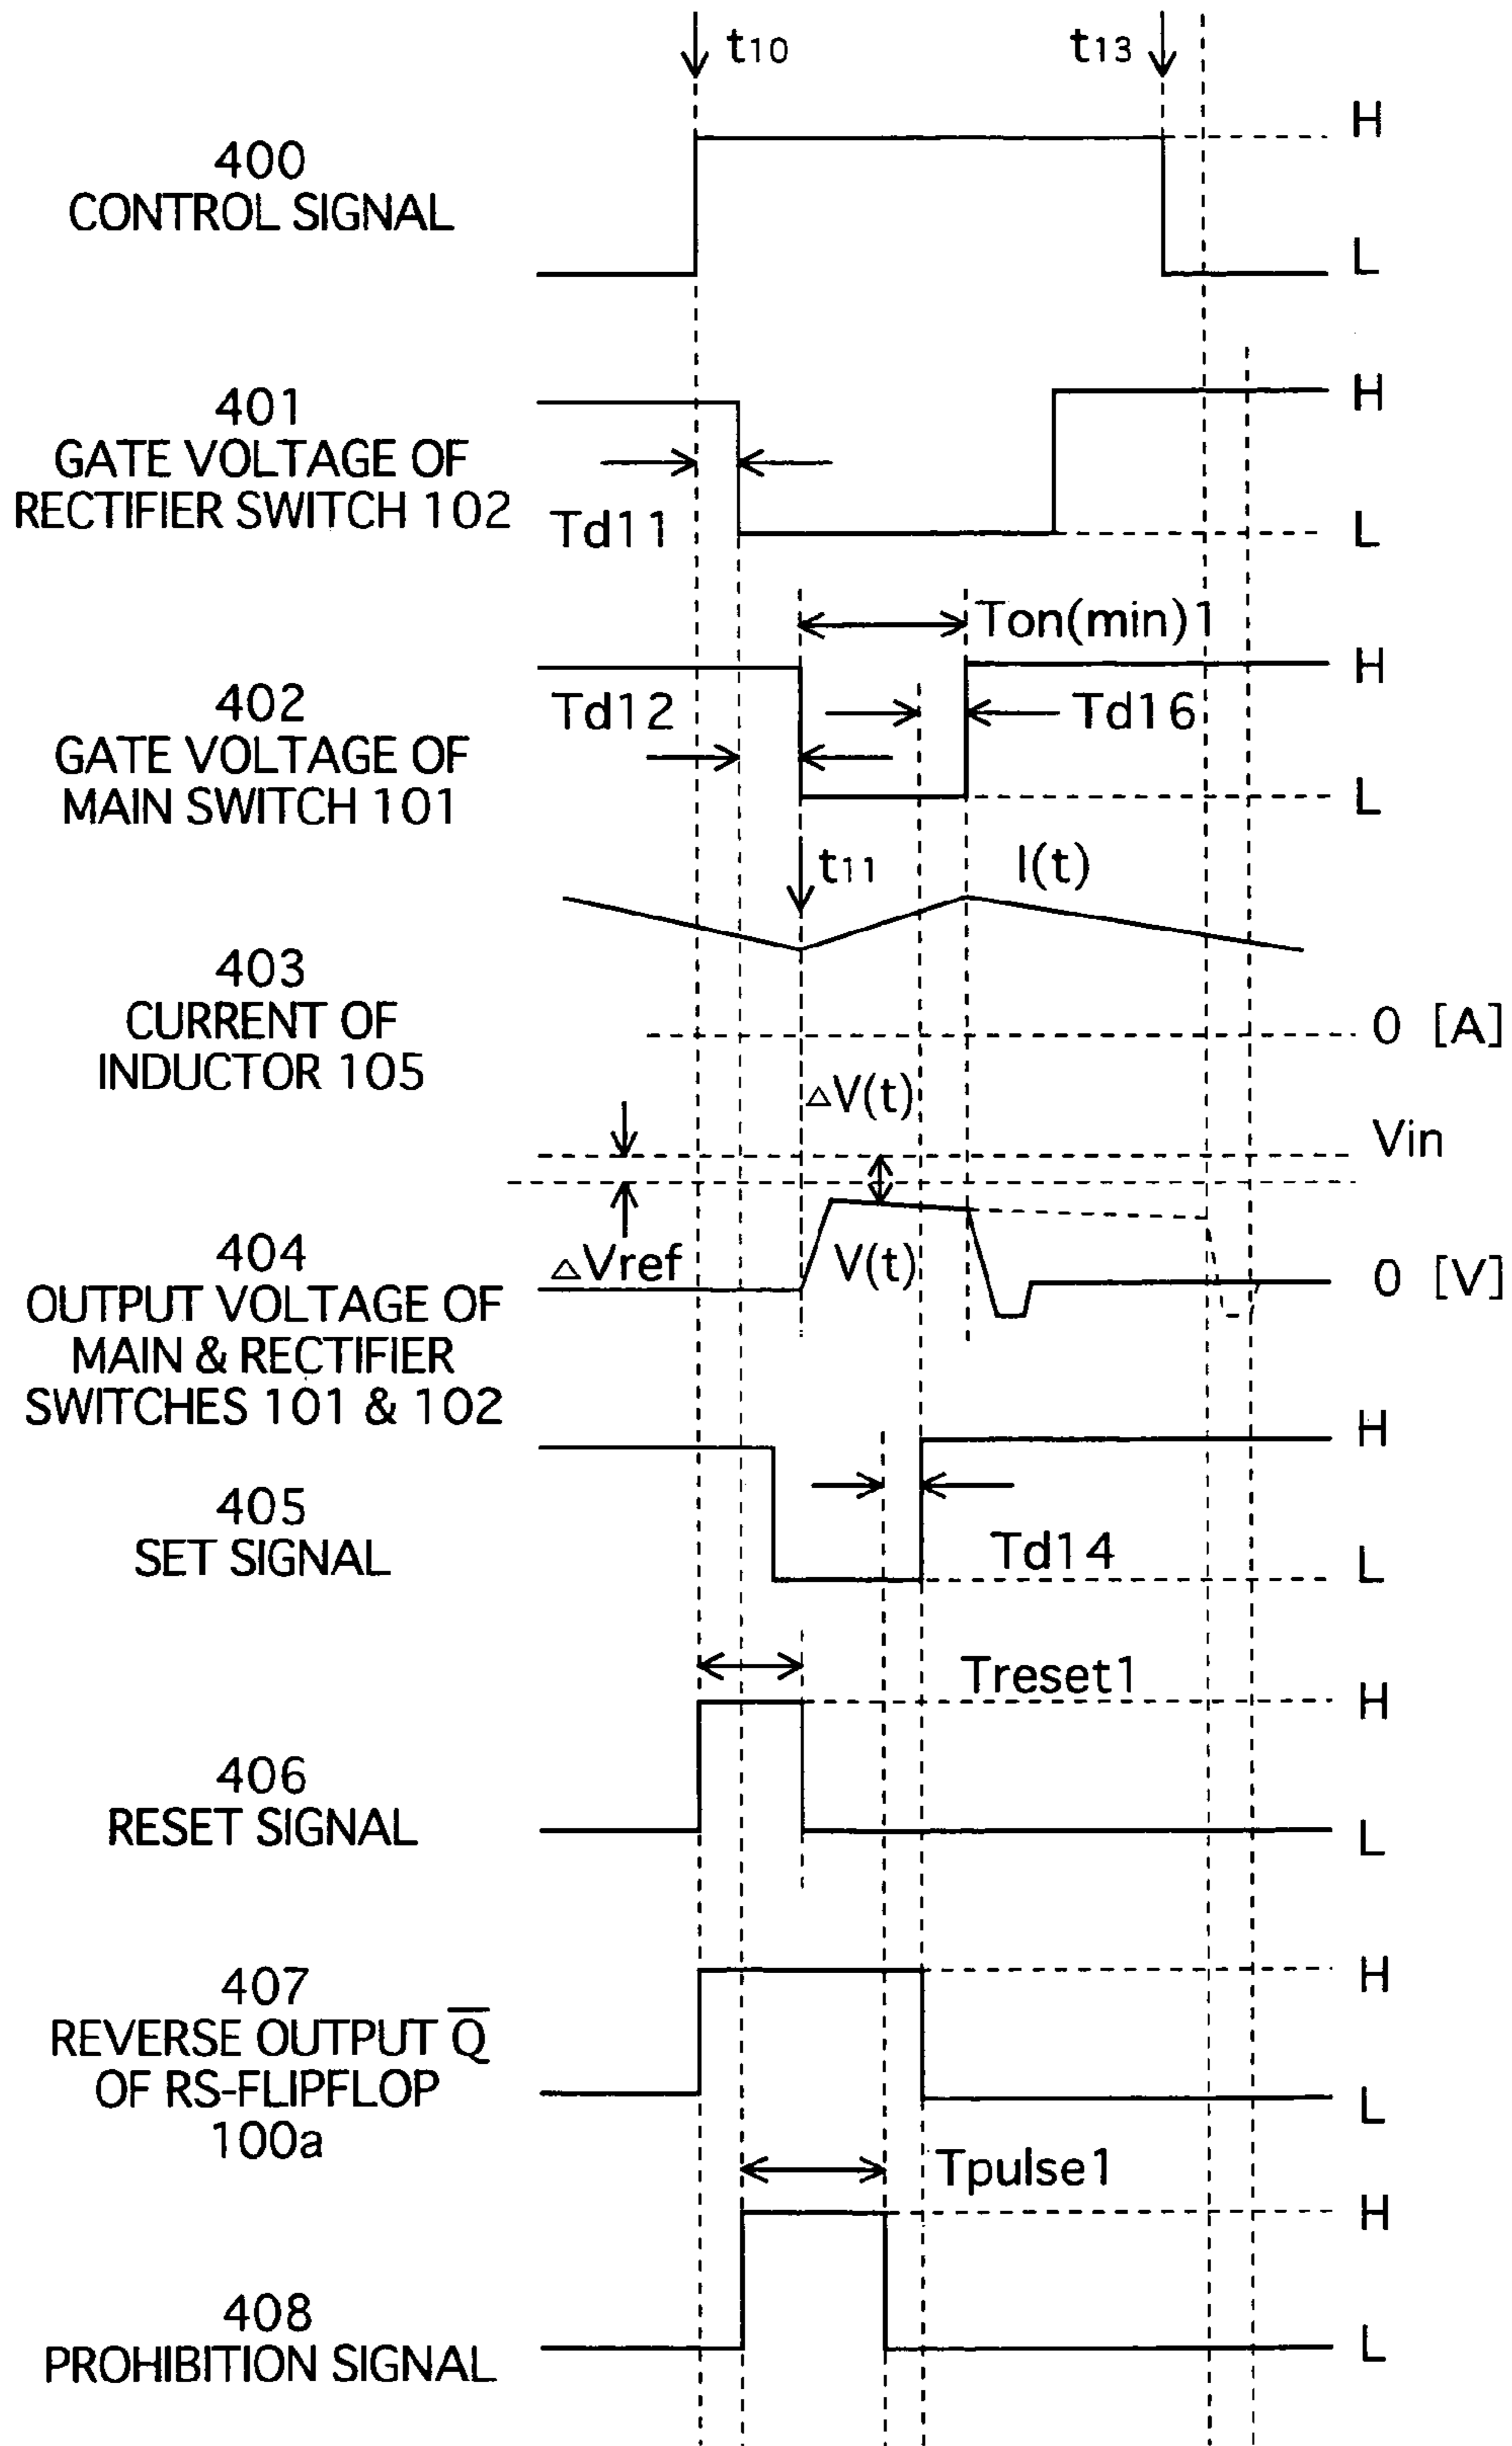 t10
t13
H
400
CONTROL SIGNAL
L
401
GATE VOLTAGE OF
RECTIFIER SWITCH 102
H
Td11
L
Ton(min)1
402
GATE VOLTAGE OF
MAIN SWITCH 101
H
Td12
Td16
L
t11
I(t)
403
CURRENT OF
INDUCTOR 105
0 [A]
△V(t)
Vin
404
OUTPUT VOLTAGE OF
MAIN & RECTIFIER
SWITCHES 101 & 102
△Vref
V(t)
0 [V]
H
405
SET SIGNAL
Td14
L
Treset1
H
406
RESET SIGNAL
L
407
REVERSE OUTPUT Q̅
OF RS-FLIPFLOP
100a
H
L
Tpulse1
H
408
PROHIBITION SIGNAL
L